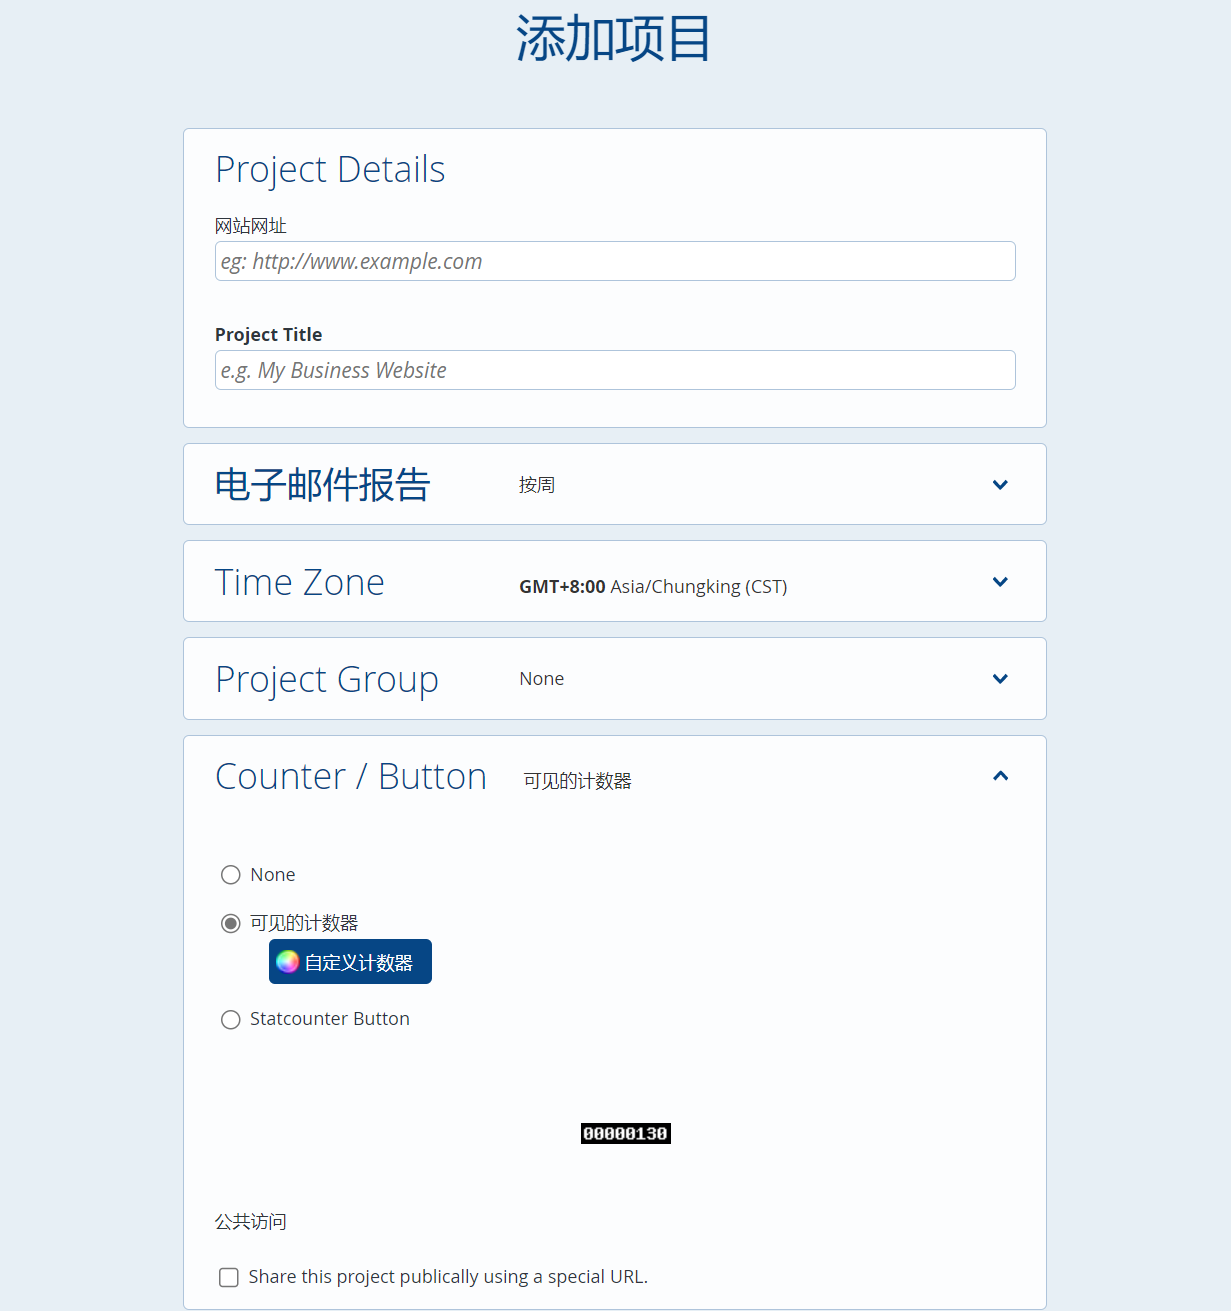 添加项目
Project Details
网站网址
eg: http://www.example.com
Project Title
e.g. My Business Website
电子邮件报告 按周
Time Zone GMT+8:00 Asia/Chungking (CST)
Project Group None
Counter / Button 可见的计数器
None
可见的计数器
自定义计数器
Statcounter Button
00000130
公共访问
Share this project publically using a special URL.